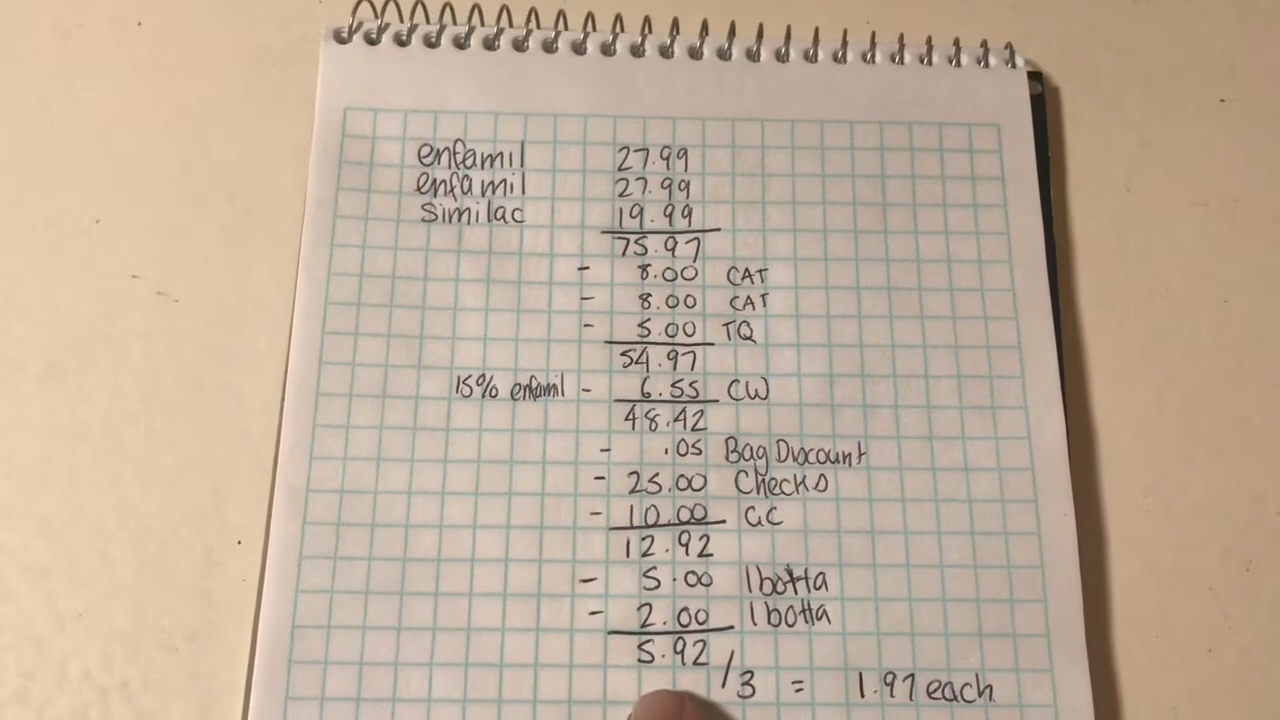 enfamil 27.99
enfamil 27.99
Similac 19.99
75.97
- 8.00 CAT
- 8.00 CAT
- 5.00 TQ
54.97
15% enfamil - 6.55 CW
48.42
- .05 Bag Discount
- 25.00 Checks
- 10.00 GC
12.92
- 5.00 Ibotta
- 2.00 Ibotta
5.92 /3 = 1.97 each